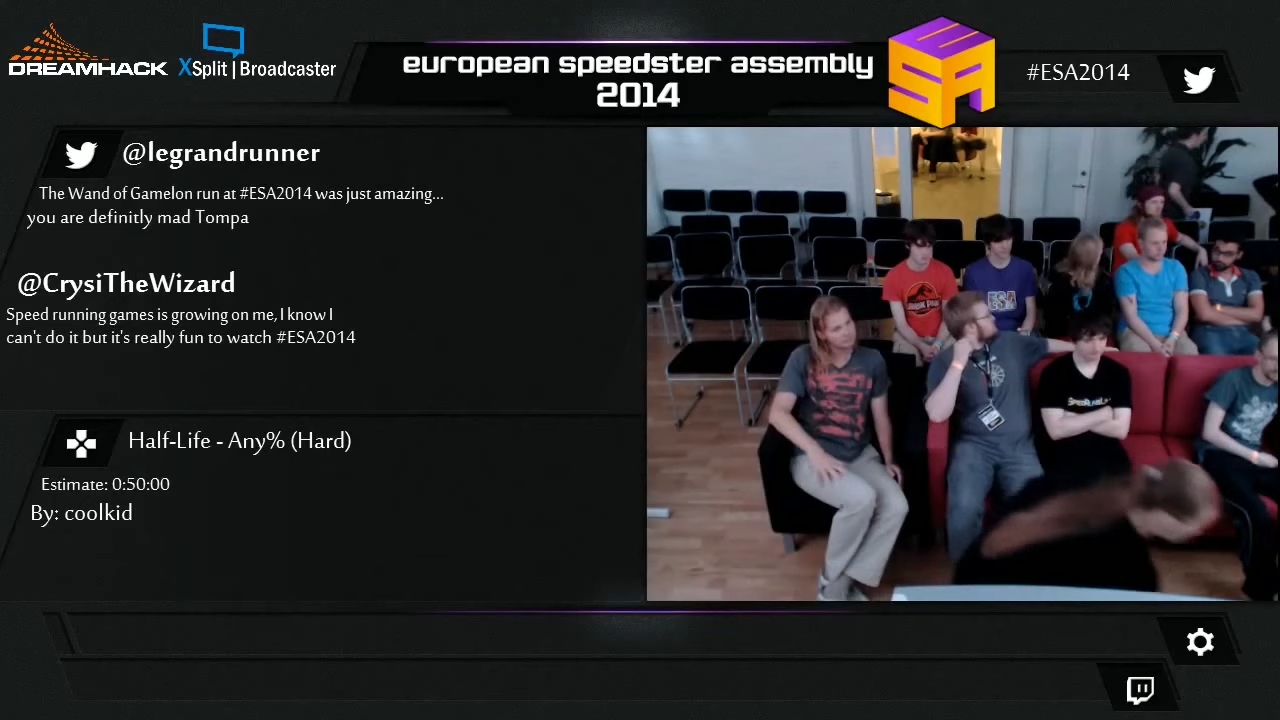 DREAMHACK
XSplit | Broadcaster
european speedster assembly
2014
ESA
#ESA2014
@legrandrunner
The Wand of Gamelon run at #ESA2014 was just amazing...
you are definitly mad Tompa
@CrysiTheWizard
Speed running games is growing on me, I know I
can't do it but it's really fun to watch #ESA2014
Half-Life - Any% (Hard)
Estimate: 0:50:00
By: coolkid
ESA